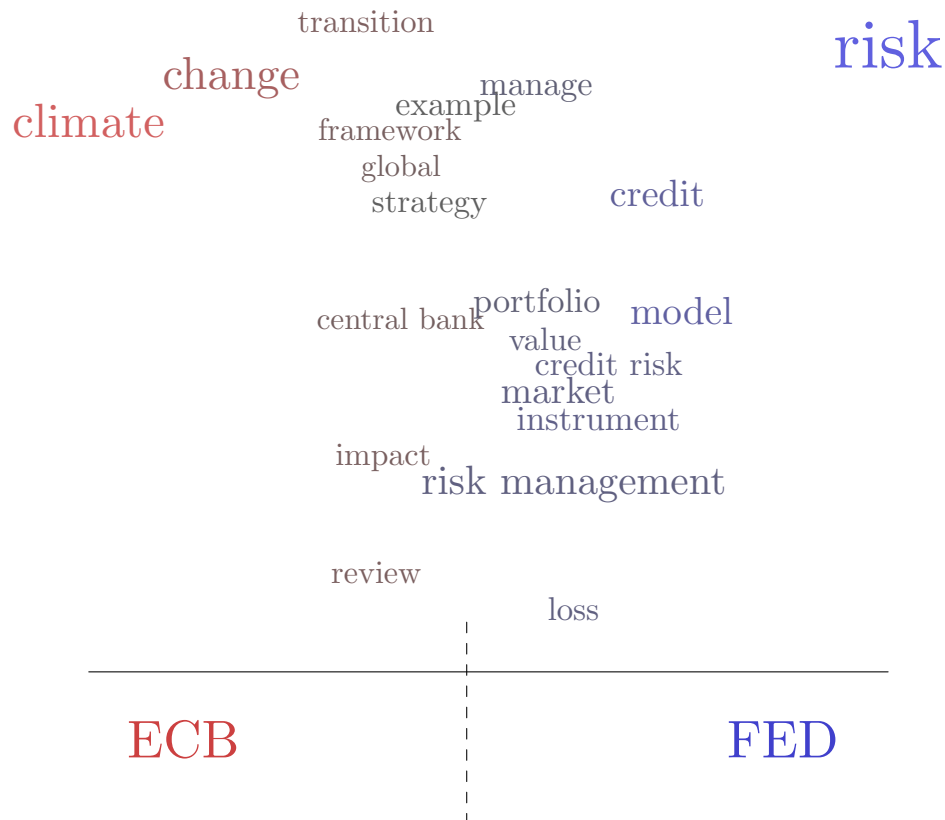 transition
risk
change
manage
example
climate
framework
global
credit
strategy
portfolio
model
central bank
value
credit risk
market
instrument
impact
risk management
review
loss
ECB
FED